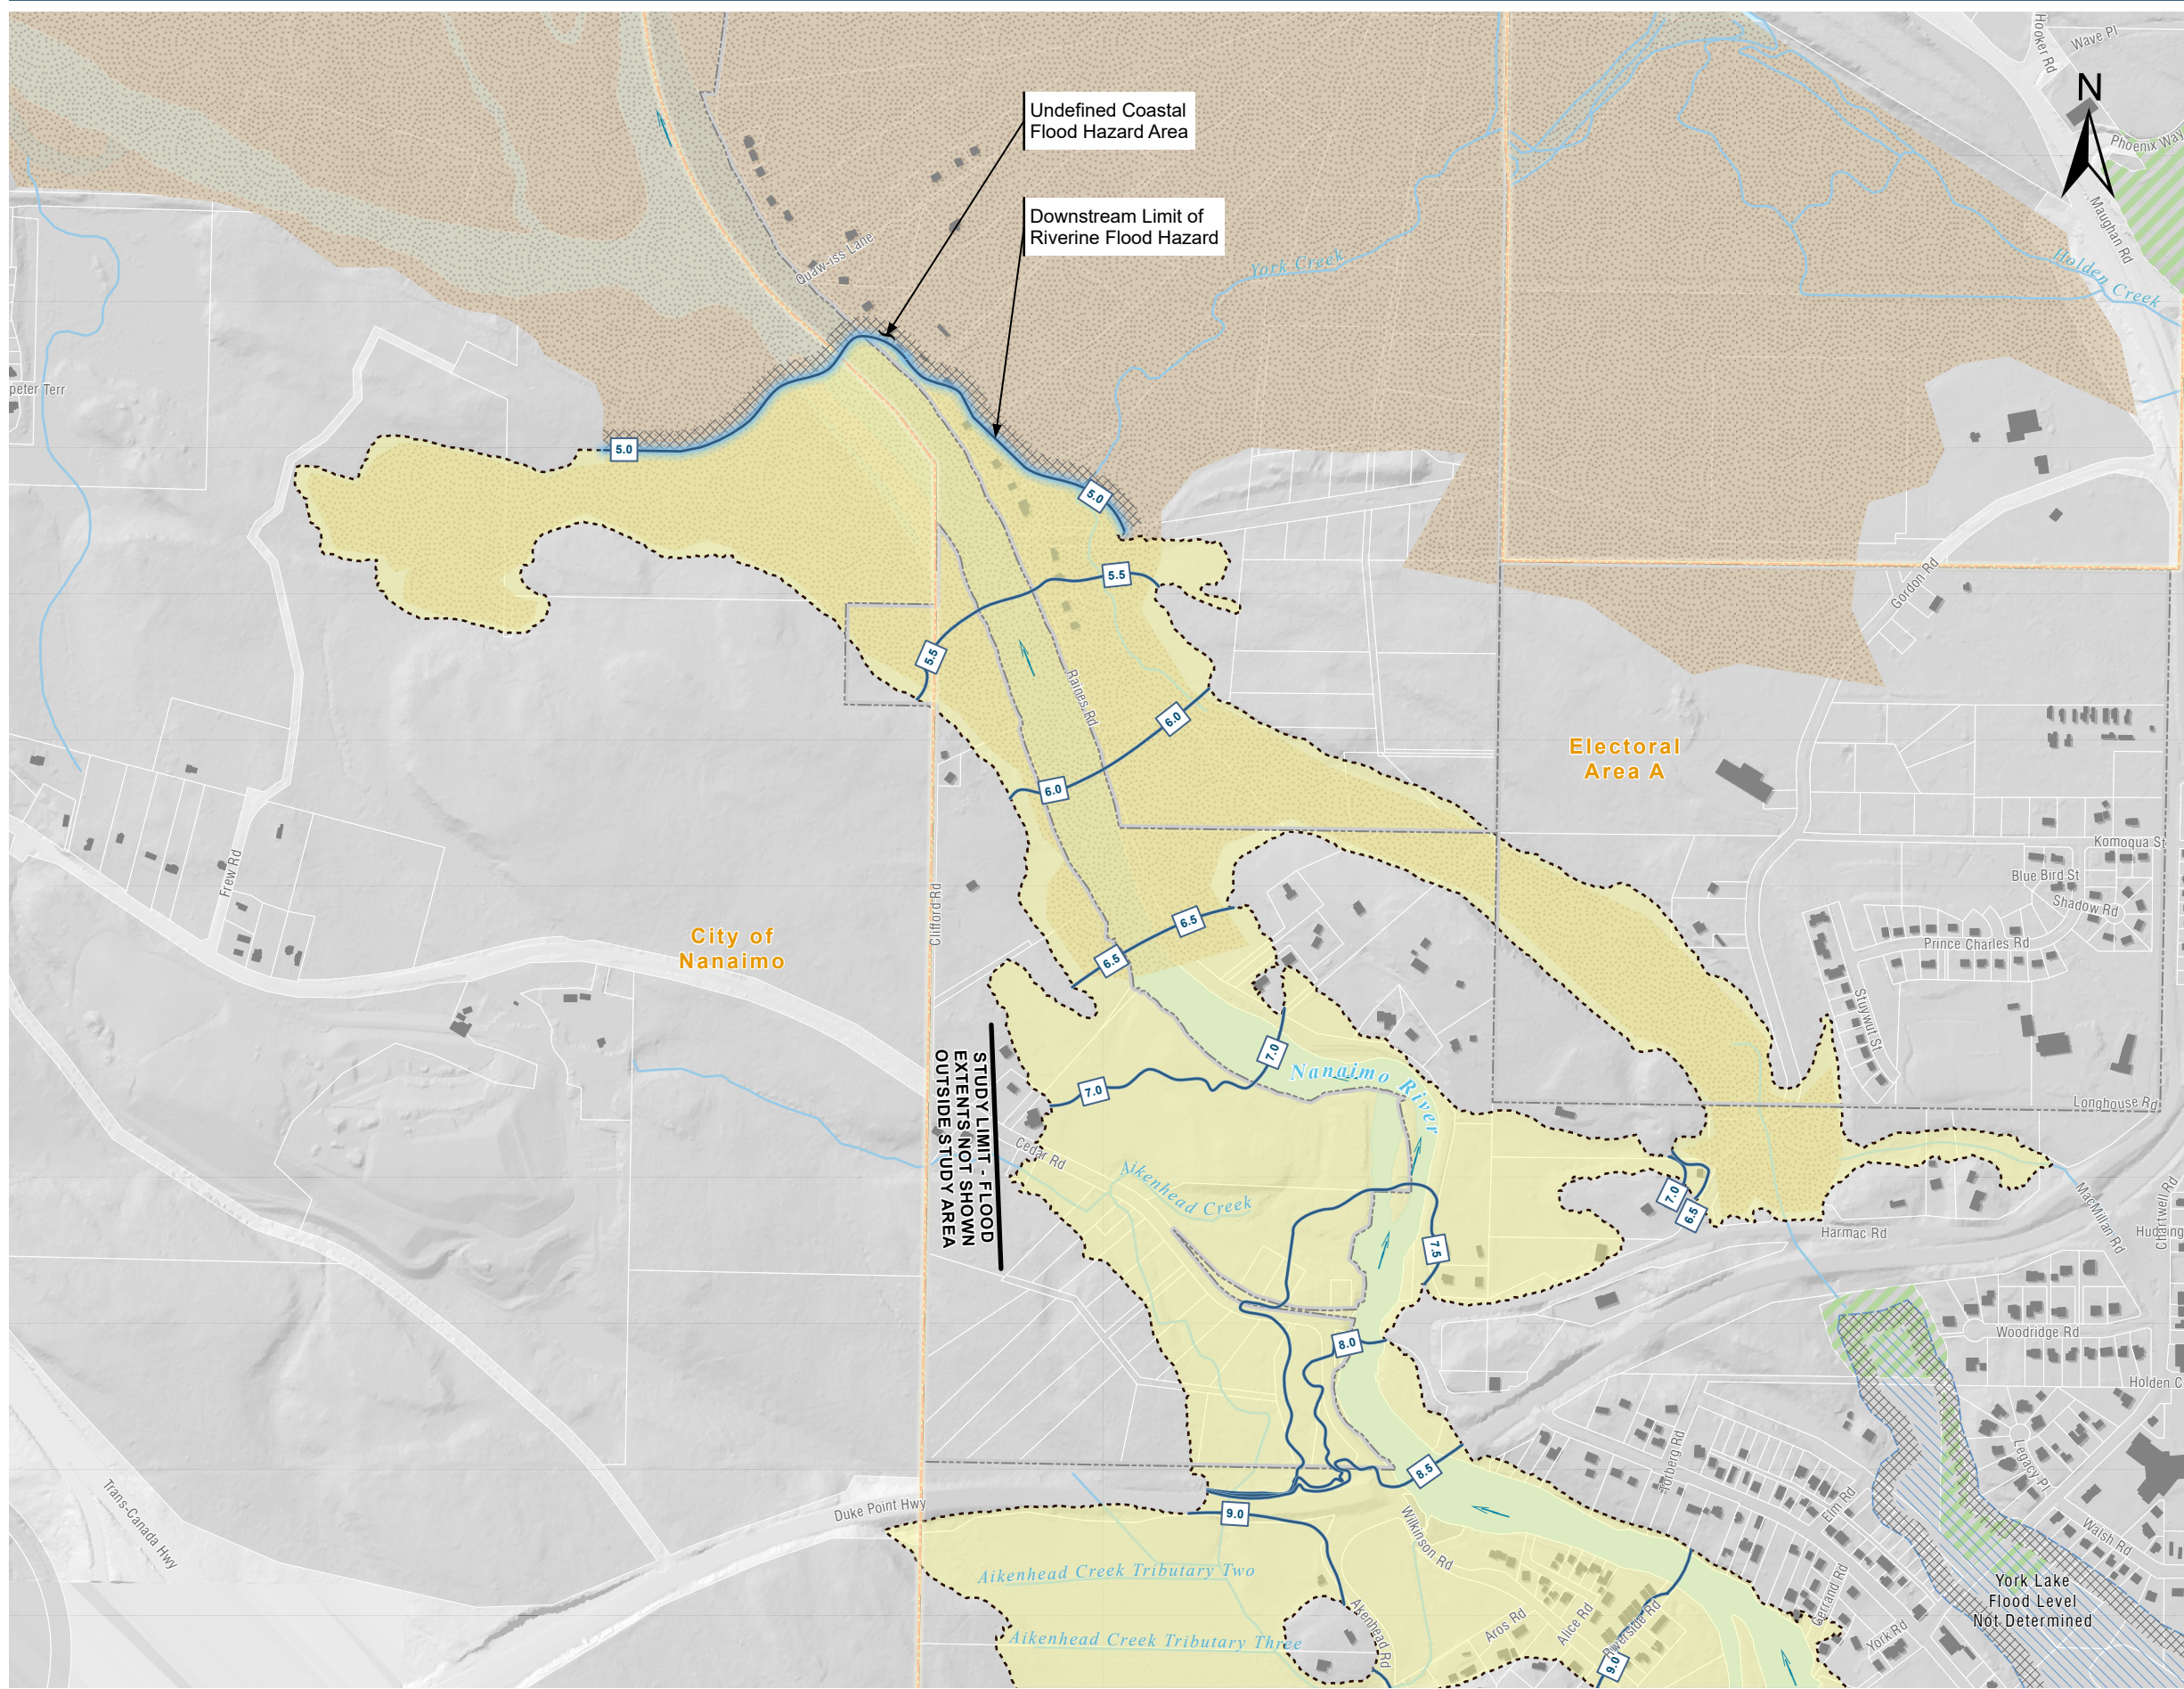 Hooker Rd
Wave Pl
N
Phoenix Way
Maughan Rd
Holden Creek
Undefined Coastal
Flood Hazard Area
Downstream Limit of
Riverine Flood Hazard
Quaw-iss Lane
York Creek
peter Terr
5.0
5.0
5.5
5.5
Gordon Rd
Raines Rd
6.0
6.0
Electoral
Area A
Komoqua St
Blue Bird St
Shadow Rd
Prince Charles Rd
Stuywut St
Frew Rd
Clifford Rd
City of
Nanaimo
6.5
6.5
7.0
7.0
Nanaimo River
Longhouse Rd
STUDY LIMIT - FLOOD
EXTENTS NOT SHOWN
OUTSIDE STUDY AREA
Cedar Rd
Aikenhead Creek
7.0
6.5
MacMillan Rd
Chartwell Rd
Harmac Rd
7.5
8.0
Woodridge Rd
Holden C
8.5
Legacy Pl
Elm Rd
Walsh Rd
Trans-Canada Hwy
Duke Point Hwy
9.0
Wilkinson Rd
Aikenhead Creek Tributary Two
Aikenhead Creek Tributary Three
Akenhead Rd
Aros Rd
Alice Rd
Riverside Rd
9.0
Gerrand Rd
York Rd
York Lake
Flood Level
Not Determined